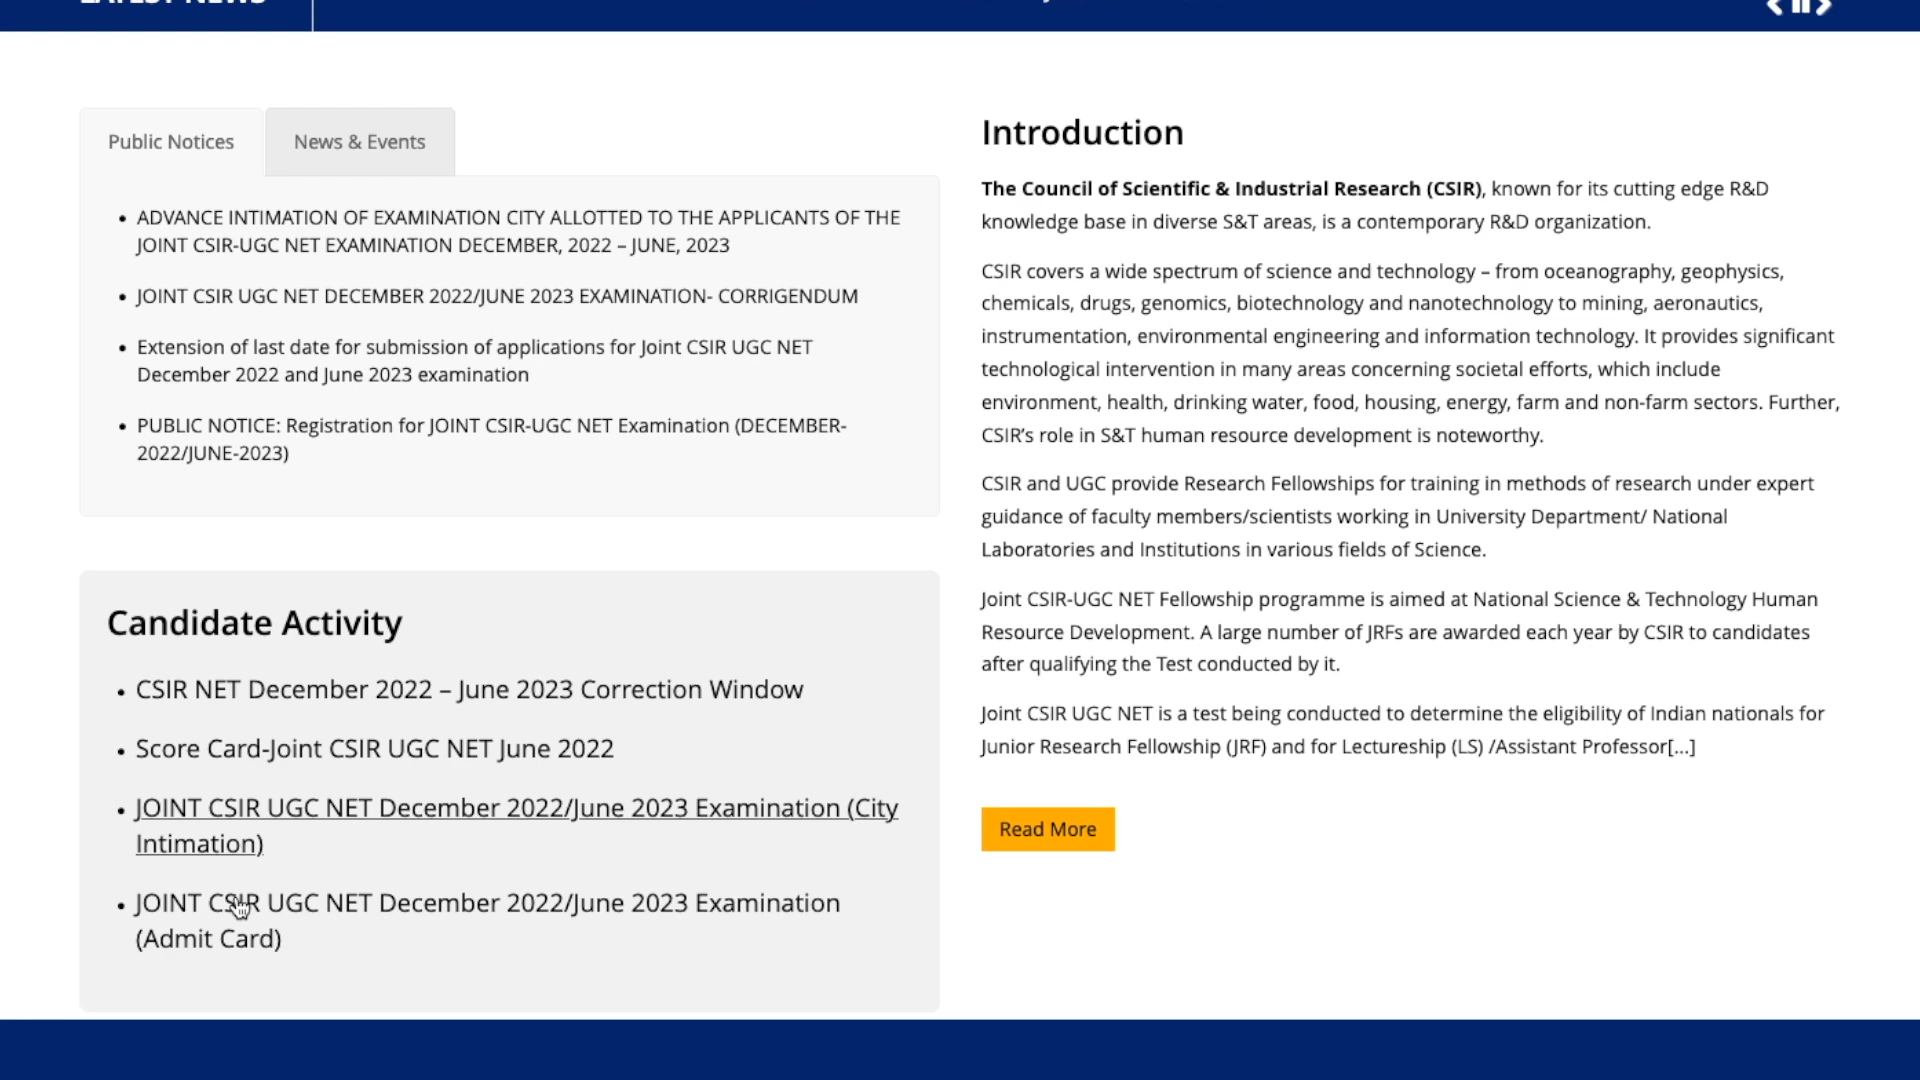 LATEST NEWS
Public Notices
News & Events
• ADVANCE INTIMATION OF EXAMINATION CITY ALLOTTED TO THE APPLICANTS OF THE
JOINT CSIR-UGC NET EXAMINATION DECEMBER, 2022 – JUNE, 2023
• JOINT CSIR UGC NET DECEMBER 2022/JUNE 2023 EXAMINATION- CORRIGENDUM
• Extension of last date for submission of applications for Joint CSIR UGC NET
December 2022 and June 2023 examination
• PUBLIC NOTICE: Registration for JOINT CSIR-UGC NET Examination (DECEMBER-
2022/JUNE-2023)
Candidate Activity
• CSIR NET December 2022 – June 2023 Correction Window
• Score Card-Joint CSIR UGC NET June 2022
• JOINT CSIR UGC NET December 2022/June 2023 Examination (City
Intimation)
• JOINT CSIR UGC NET December 2022/June 2023 Examination
(Admit Card)
Introduction
The Council of Scientific & Industrial Research (CSIR), known for its cutting edge R&D
knowledge base in diverse S&T areas, is a contemporary R&D organization.
CSIR covers a wide spectrum of science and technology – from oceanography, geophysics,
chemicals, drugs, genomics, biotechnology and nanotechnology to mining, aeronautics,
instrumentation, environmental engineering and information technology. It provides significant
technological intervention in many areas concerning societal efforts, which include
environment, health, drinking water, food, housing, energy, farm and non-farm sectors. Further,
CSIR's role in S&T human resource development is noteworthy.
CSIR and UGC provide Research Fellowships for training in methods of research under expert
guidance of faculty members/scientists working in University Department/ National
Laboratories and Institutions in various fields of Science.
Joint CSIR-UGC NET Fellowship programme is aimed at National Science & Technology Human
Resource Development. A large number of JRFs are awarded each year by CSIR to candidates
after qualifying the Test conducted by it.
Joint CSIR UGC NET is a test being conducted to determine the eligibility of Indian nationals for
Junior Research Fellowship (JRF) and for Lectureship (LS) /Assistant Professor[...]
Read More